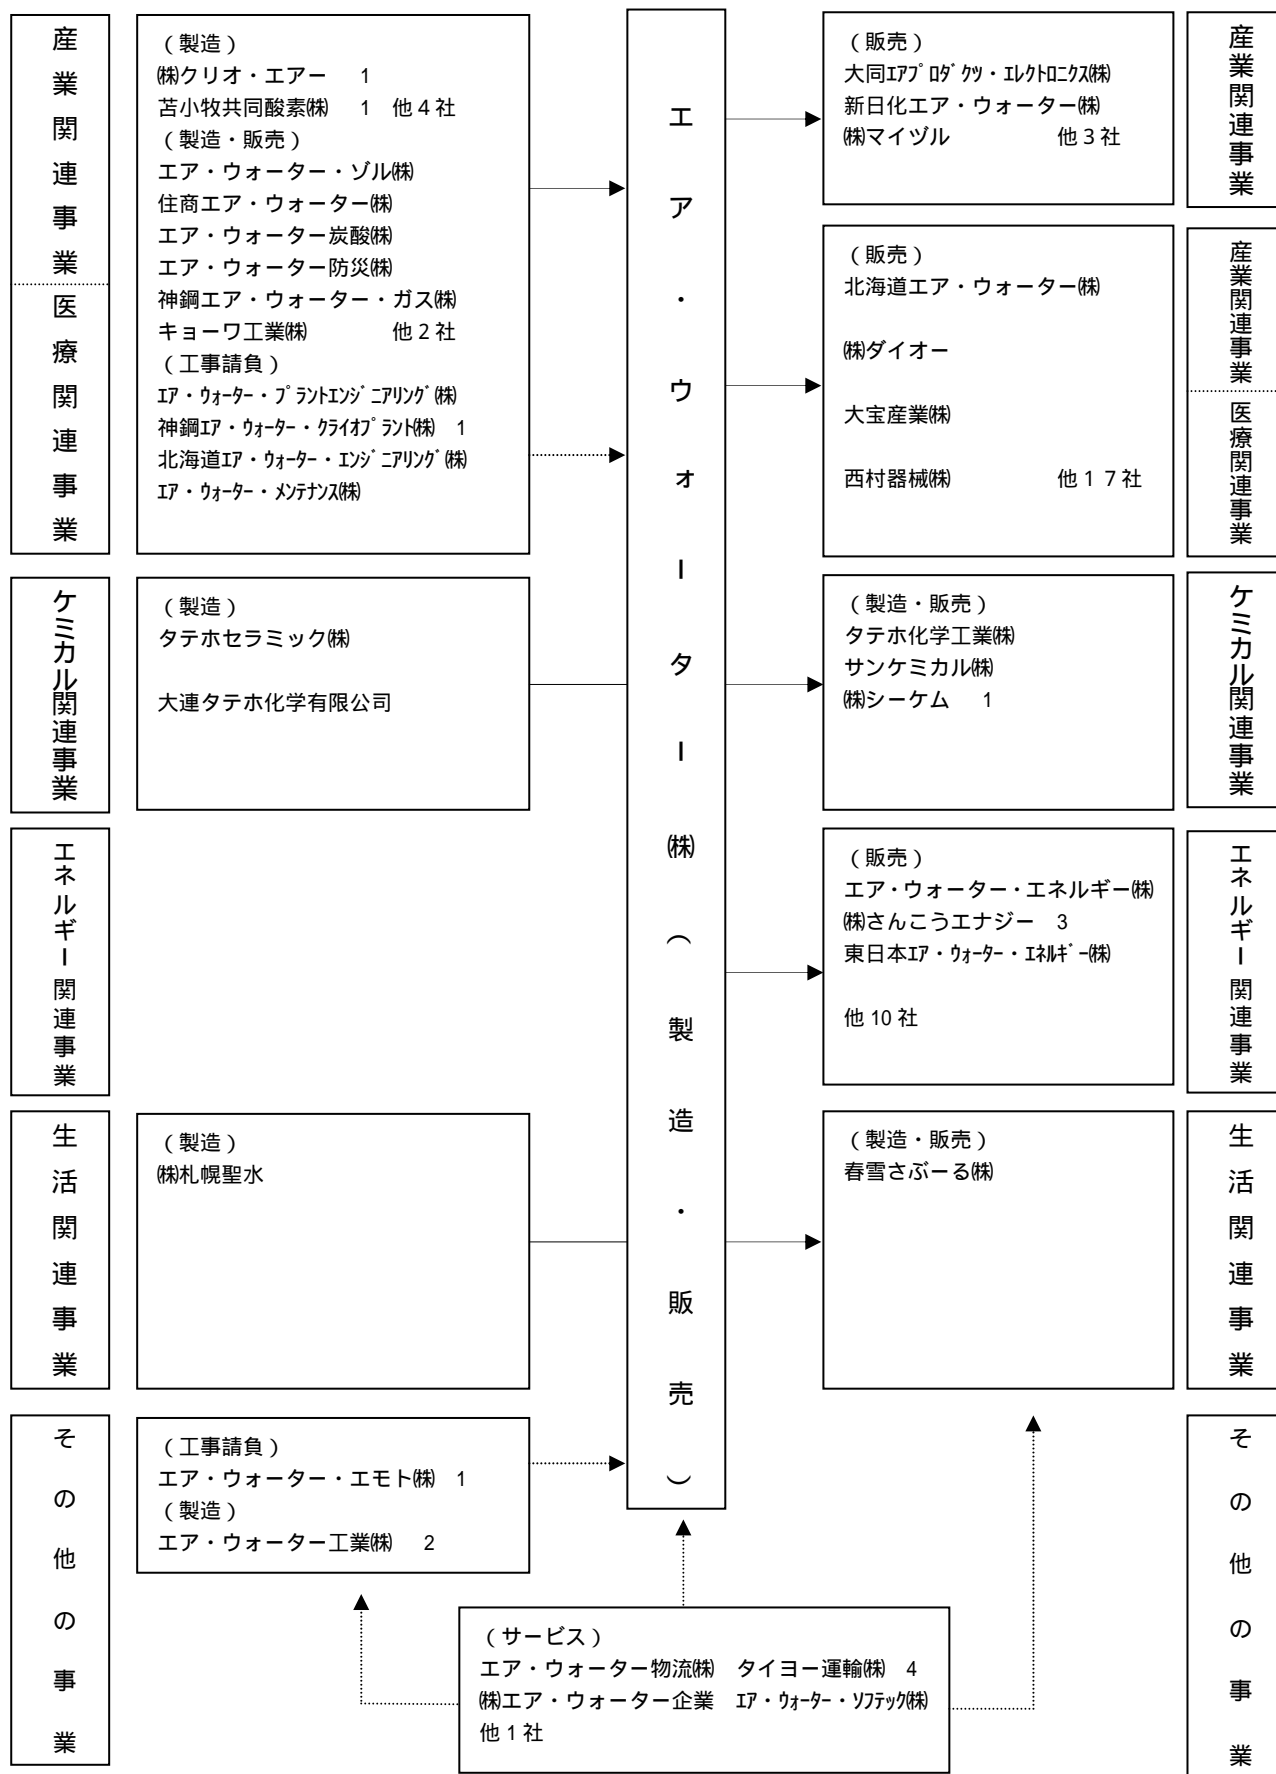 産業関連事業
医療関連事業
（製造）
㈱クリオ・エアー　1
苫小牧共同酸素㈱　1　他４社
（製造・販売）
エア・ウォーター・ゾル㈱
住商エア・ウォーター㈱
エア・ウォーター炭酸㈱
エア・ウォーター防災㈱
神鋼エア・ウォーター・ガス㈱
キョーワ工業㈱　他２社
（工事請負）
ｴｱ・ｳｫｰﾀｰ・ﾌﾟﾗﾝﾄｴﾝｼﾞﾆｱﾘﾝｸﾞ㈱
神鋼ｴｱ・ｳｫｰﾀｰ・ｸﾗｲｵﾌﾟﾗﾝﾄ㈱　1
北海道ｴｱ・ｳｫｰﾀｰ・ｴﾝｼﾞﾆｱﾘﾝｸﾞ㈱
ｴｱ・ｳｫｰﾀｰ・ﾒﾝﾃﾅﾝｽ㈱
ケミカル関連事業
（製造）
タテホセラミック㈱
大連タテホ化学有限公司
エネルギー関連事業
生活関連事業
（製造）
㈱札幌聖水
その他の事業
（工事請負）
エア・ウォーター・エモト㈱　1
（製造）
エア・ウォーター工業㈱　2
エア・ウォーター㈱（製造・販売）
（販売）
大同ｴｱﾌﾟﾛﾀﾞｸﾂ・ｴﾚｸﾄﾛﾆｸｽ㈱
新日化エア・ウォーター㈱
㈱マイヅル　他３社
産業関連事業
（販売）
北海道エア・ウォーター㈱
㈱ダイオー
大宝産業㈱
西村器械㈱　他１７社
産業関連事業
医療関連事業
（製造・販売）
タテホ化学工業㈱
サンケミカル㈱
㈱シーケム　1
ケミカル関連事業
（販売）
エア・ウォーター・エネルギー㈱
㈱さんこうエナジー　3
東日本ｴｱ・ｳｫｰﾀｰ・ｴﾈﾙｷﾞｰ㈱
他10社
エネルギー関連事業
（製造・販売）
春雪さぶーる㈱
生活関連事業
その他の事業
（サービス）
エア・ウォーター物流㈱　タイヨー運輸㈱　4
㈱エア・ウォーター企業　ｴｱ・ｳｫｰﾀｰ・ｿﾌﾃｯｸ㈱
他１社